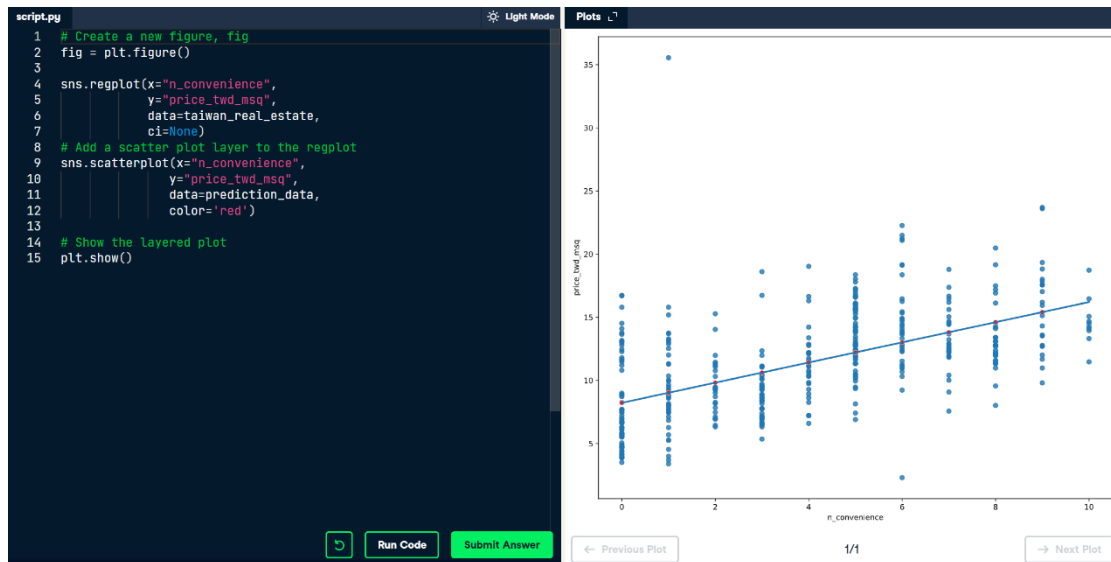 script.py
Light Mode
1 # Create a new figure, fig
2 fig = plt.figure()
3
4 sns.regplot(x="n_convenience",
5 y="price_twd_msq",
6 data=taiwan_real_estate,
7 ci=None)
8 # Add a scatter plot layer to the regplot
9 sns.scatterplot(x="n_convenience",
10 y="price_twd_msq",
11 data=prediction_data,
12 color='red')
13
14 # Show the layered plot
15 plt.show()
Run Code
Submit Answer
Plots
35
30
25
20
15
10
5
price_twd_msq
0 2 4 6 8 10
n_convenience
← Previous Plot
1/1
→ Next Plot